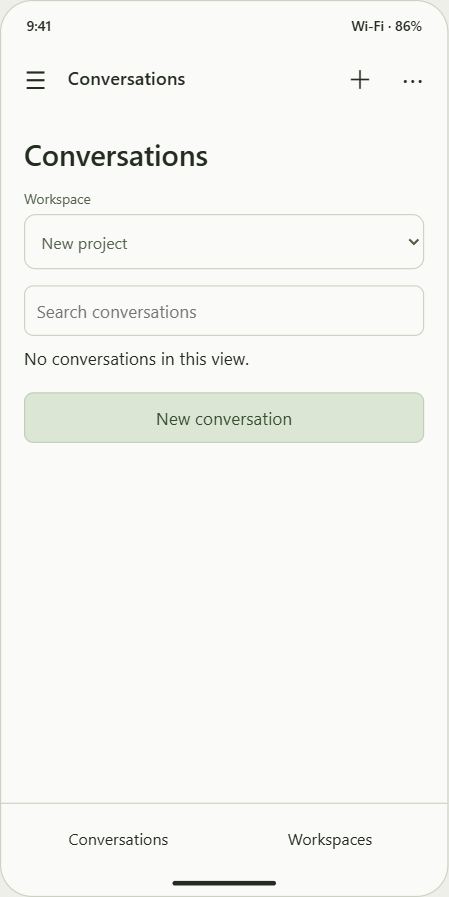 9:41 Wi-Fi · 86%
Conversations
Conversations
Workspace
New project
Search conversations
No conversations in this view.
New conversation
Conversations Workspaces